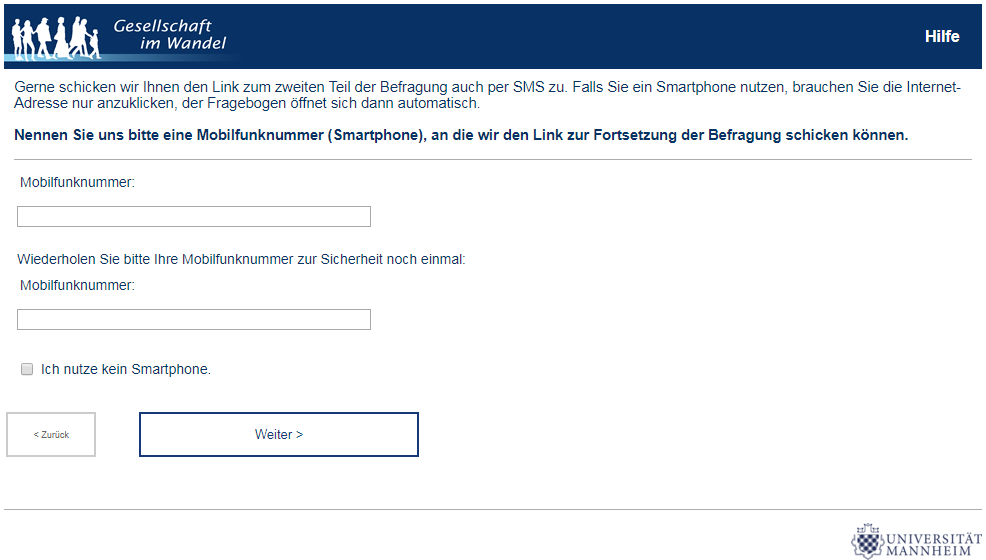 Gesellschaft
im Wandel
Hilfe
Gerne schicken wir Ihnen den Link zum zweiten Teil der Befragung auch per SMS zu. Falls Sie ein Smartphone nutzen, brauchen Sie die Internet-
Adresse nur anzuklicken, der Fragebogen öffnet sich dann automatisch.
Nennen Sie uns bitte eine Mobilfunknummer (Smartphone), an die wir den Link zur Fortsetzung der Befragung schicken können.
Mobilfunknummer:
Wiederholen Sie bitte Ihre Mobilfunknummer zur Sicherheit noch einmal:
Mobilfunknummer:
Ich nutze kein Smartphone.
< Zurück
Weiter >
UNIVERSITÄT
MANNHEIM